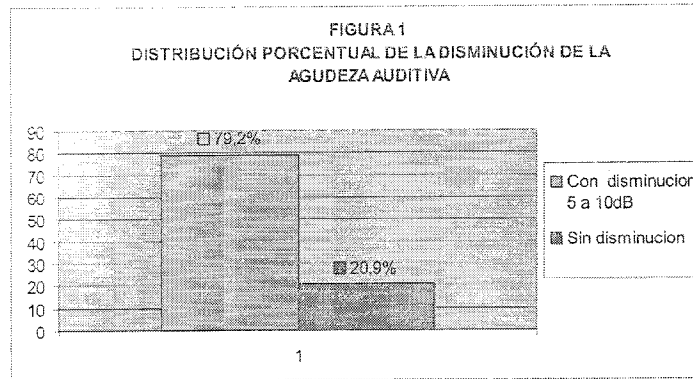 FIGURA 1
DISTRIBUCIÓN PORCENTUAL DE LA DISMINUCIÓN DE LA
AGUDEZA AUDITIVA
90
80
70
60
50
40
30
20
10
0
79,2%
20,9%
1
Con disminucion
5 a 10dB
Sin disminucion